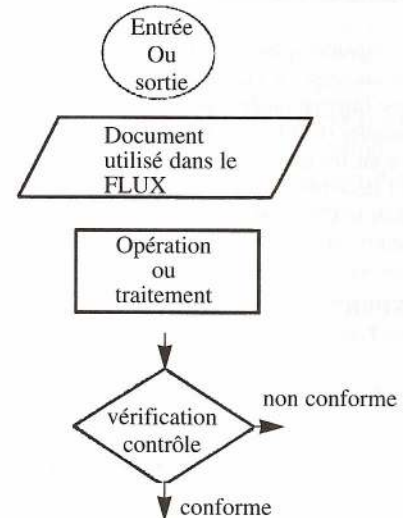 Entrée
Ou
sortie
Document
utilisé dans le
FLUX
Opération
ou
traitement
vérification
contrôle
non conforme
conforme